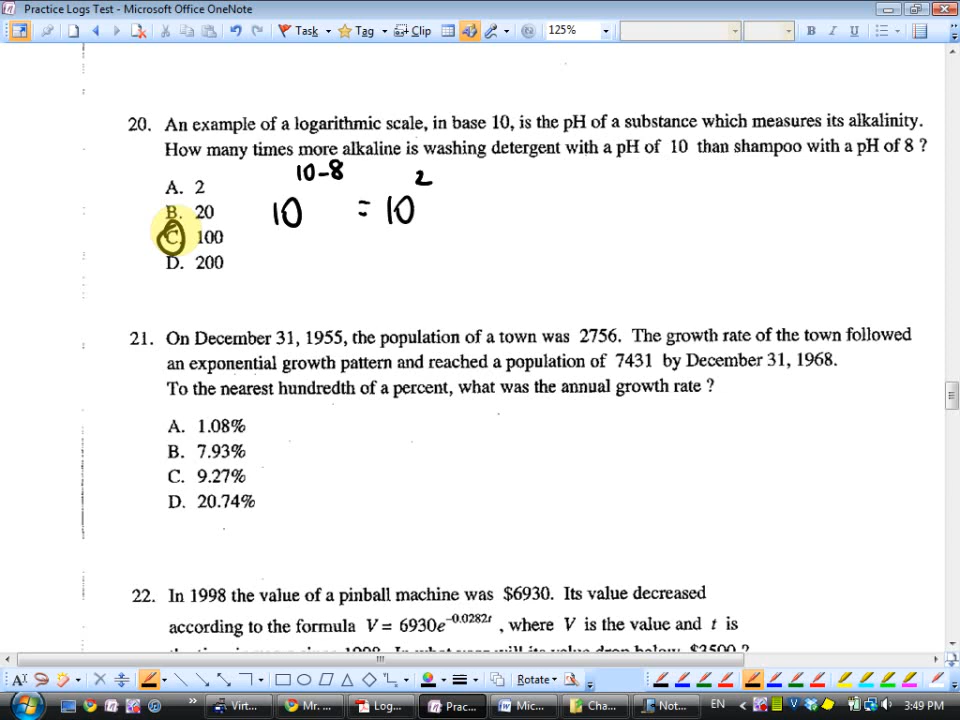 Practice Logs Test - Microsoft Office OneNote
Task Tag Clip 125% B I U
20. An example of a logarithmic scale, in base 10, is the pH of a substance which measures its alkalinity.
How many times more alkaline is washing detergent with a pH of 10 than shampoo with a pH of 8 ?
A. 2
B. 20
C. 100
D. 200
10^10-8 = 10^2
21. On December 31, 1955, the population of a town was 2756. The growth rate of the town followed
an exponential growth pattern and reached a population of 7431 by December 31, 1968.
To the nearest hundredth of a percent, what was the annual growth rate ?
A. 1.08%
B. 7.93%
C. 9.27%
D. 20.74%
22. In 1998 the value of a pinball machine was $6930. Its value decreased
according to the formula V = 6930e^-0.0282t , where V is the value and t is
Rotate
Virt... Mr. ... Log... Prac... Mic... Cha... Not... EN 3:49 PM